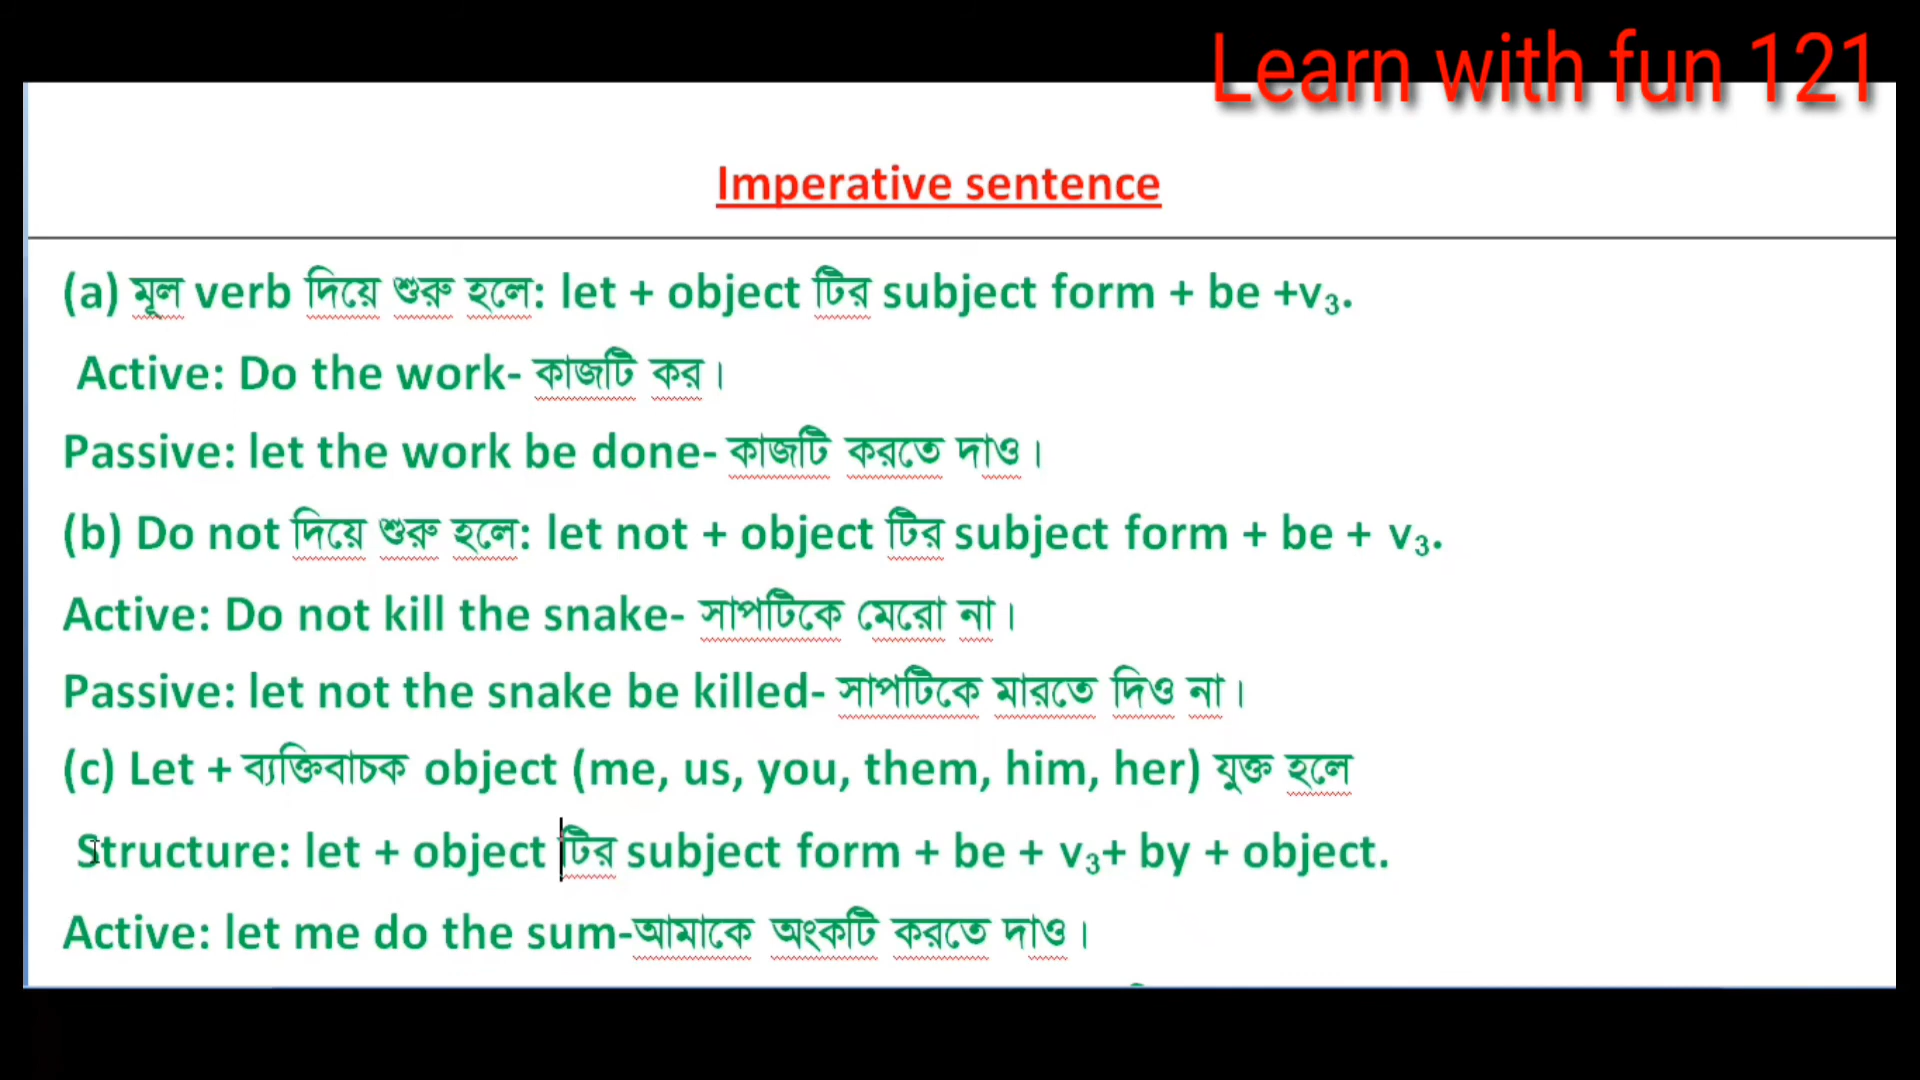 Learn with fun 121
Imperative sentence
(a) মূল verb দিয়ে শুরু হলে: let + object টির subject form + be +v₃.
Active: Do the work- কাজটি কর।
Passive: let the work be done- কাজটি করতে দাও।
(b) Do not দিয়ে শুরু হলে: let not + object টির subject form + be + v₃.
Active: Do not kill the snake- সাপটিকে মেরো না।
Passive: let not the snake be killed- সাপটিকে মারতে দিও না।
(c) Let + ব্যক্তিবাচক object (me, us, you, them, him, her) যুক্ত হলে
Structure: let + object টির subject form + be + v₃+ by + object.
Active: let me do the sum-আমাকে অংকটি করতে দাও।